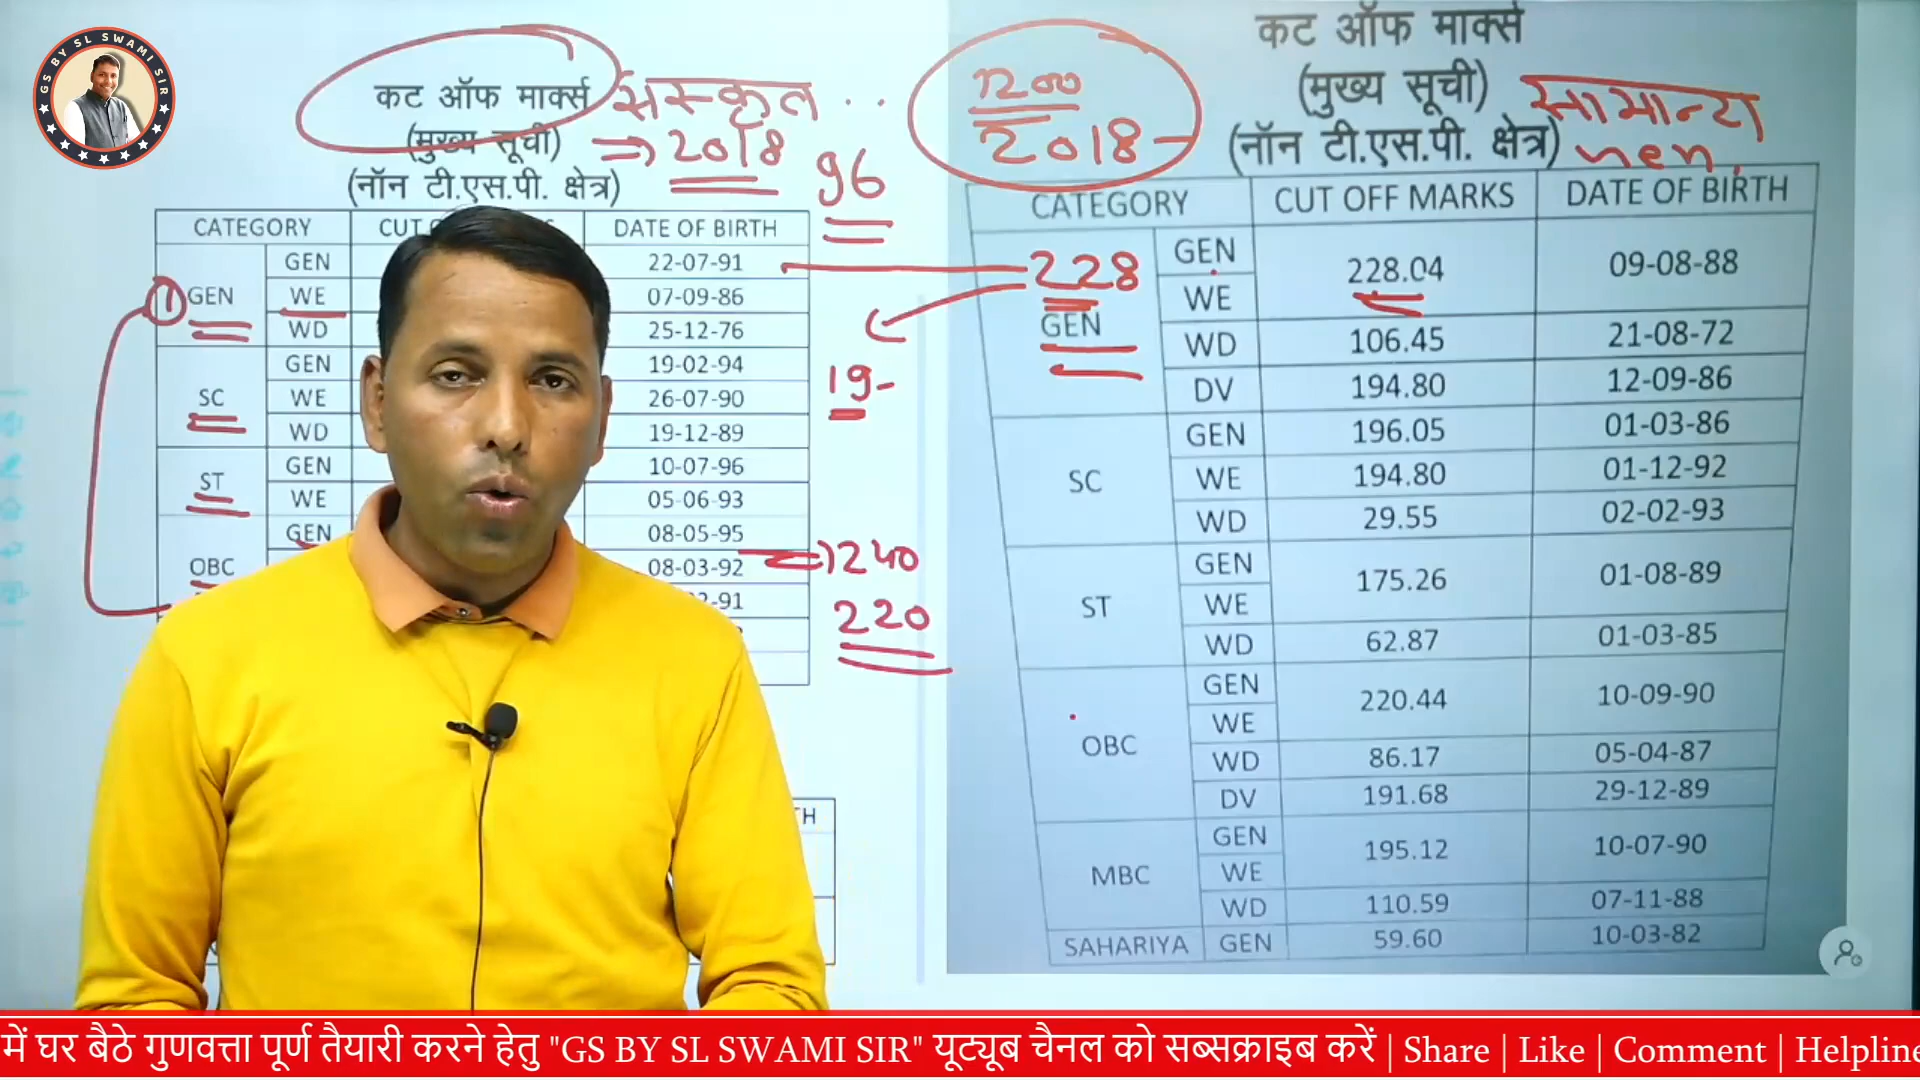 GS BY SL SWAMI SIR
कट ऑफ मार्क्स संस्कृत ..
(मुख्य सूची) => 2018
(नॉन टी.एस.पी. क्षेत्र) 96
CATEGORY CUT DATE OF BIRTH
1 GEN GEN 22-07-91
WE 07-09-86
WD 25-12-76
SC GEN 19-02-94
WE 26-07-90
WD 19-12-89
ST GEN 10-07-96
WE 05-06-93
OBC GEN 08-05-95
08-03-92
-91
19-
240
220
TH
1200
2018
कट ऑफ मार्क्स
(मुख्य सूची) सामान्य
(नॉन टी.एस.पी. क्षेत्र) nen.
CATEGORY CUT OFF MARKS DATE OF BIRTH
228
GEN GEN 228.04 09-08-88
WE
WD 106.45 21-08-72
DV 194.80 12-09-86
SC GEN 196.05 01-03-86
WE 194.80 01-12-92
WD 29.55 02-02-93
ST GEN 175.26 01-08-89
WE
WD 62.87 01-03-85
OBC GEN 220.44 10-09-90
WE
WD 86.17 05-04-87
DV 191.68 29-12-89
MBC GEN 195.12 10-07-90
WE
WD 110.59 07-11-88
SAHARIYA GEN 59.60 10-03-82
में घर बैठे गुणवत्ता पूर्ण तैयारी करने हेतु "GS BY SL SWAMI SIR" यूट्यूब चैनल को सब्सक्राइब करें | Share | Like | Comment | Helpline